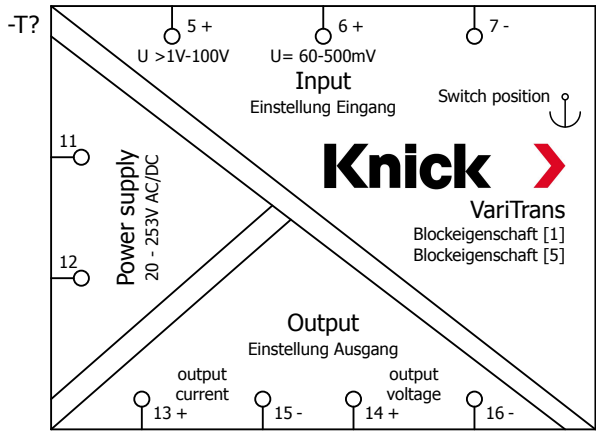 -T?
5 +
6 +
7 -
U >1V-100V
U= 60-500mV
Input
Einstellung Eingang
Switch position
11
12
Power supply
20 - 253V AC/DC
Knick
VariTrans
Blockeigenschaft [1]
Blockeigenschaft [5]
Output
Einstellung Ausgang
output
current
output
voltage
13 +
15 -
14 +
16 -